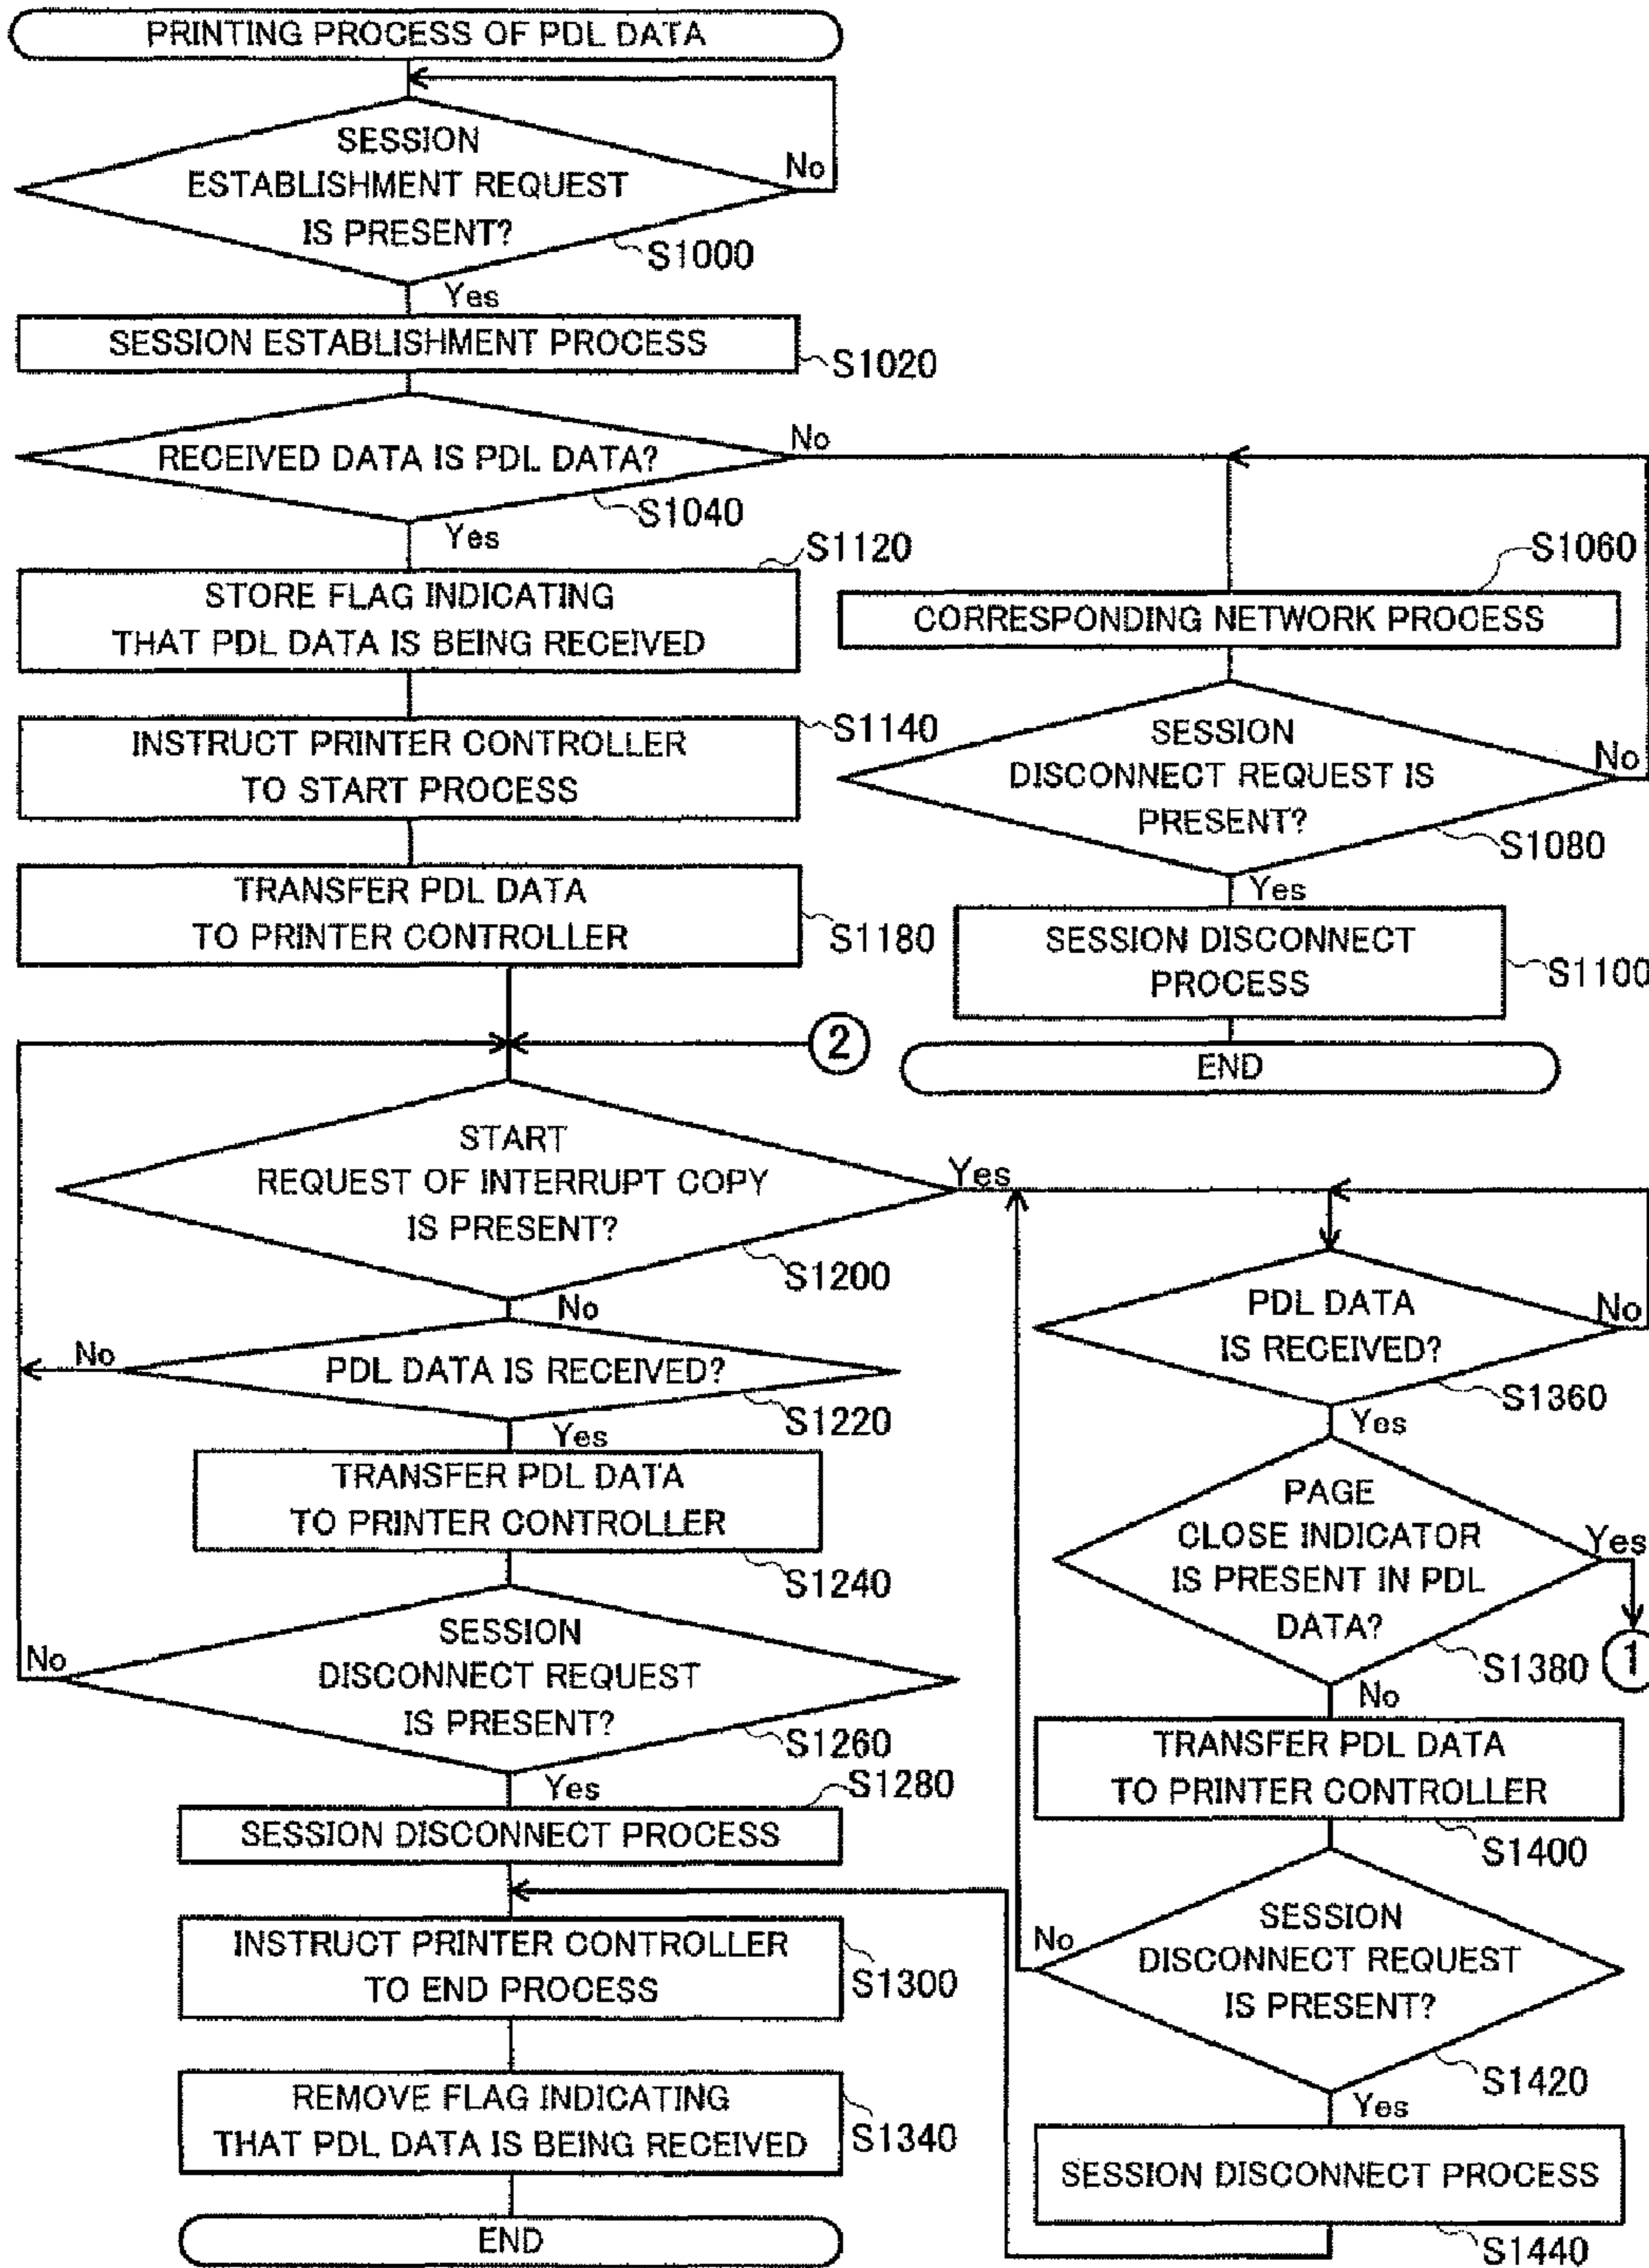 PRINTING PROCESS OF PDL DATA
SESSION
ESTABLISHMENT REQUEST
IS PRESENT?
No
S1000
Yes
SESSION ESTABLISHMENT PROCESS
S1020
RECEIVED DATA IS PDL DATA?
No
S1040
Yes
S1120
STORE FLAG INDICATING
THAT PDL DATA IS BEING RECEIVED
S1140
INSTRUCT PRINTER CONTROLLER
TO START PROCESS
TRANSFER PDL DATA
TO PRINTER CONTROLLER
S1180
S1060
CORRESPONDING NETWORK PROCESS
SESSION
DISCONNECT REQUEST IS
PRESENT?
No
S1080
Yes
SESSION DISCONNECT
PROCESS
S1100
END
2
START
REQUEST OF INTERRUPT COPY
IS PRESENT?
Yes
S1200
No
PDL DATA IS RECEIVED?
No
S1220
Yes
TRANSFER PDL DATA
TO PRINTER CONTROLLER
S1240
SESSION
DISCONNECT REQUEST
IS PRESENT?
No
S1260
Yes
S1280
SESSION DISCONNECT PROCESS
INSTRUCT PRINTER CONTROLLER
TO END PROCESS
S1300
REMOVE FLAG INDICATING
THAT PDL DATA IS BEING RECEIVED
S1340
END
PDL DATA
IS RECEIVED?
No
S1360
Yes
PAGE
CLOSE INDICATOR
IS PRESENT IN PDL
DATA?
Yes
S1380
1
No
TRANSFER PDL DATA
TO PRINTER CONTROLLER
S1400
SESSION
DISCONNECT REQUEST
IS PRESENT?
No
S1420
Yes
SESSION DISCONNECT PROCESS
S1440